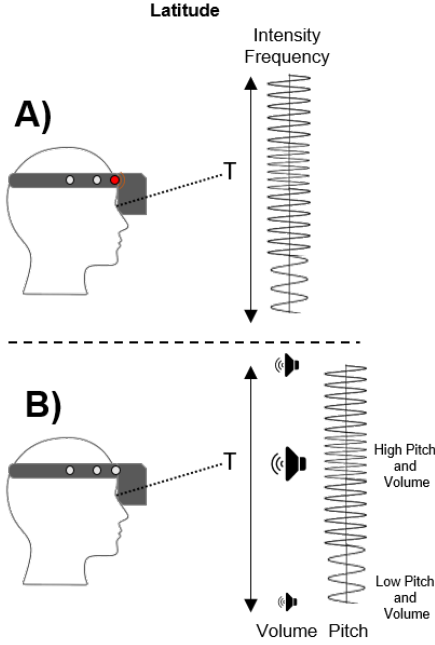 Latitude
Intensity
Frequency
A)
T
B)
T
High Pitch
and
Volume
Low Pitch
and
Volume
Volume Pitch